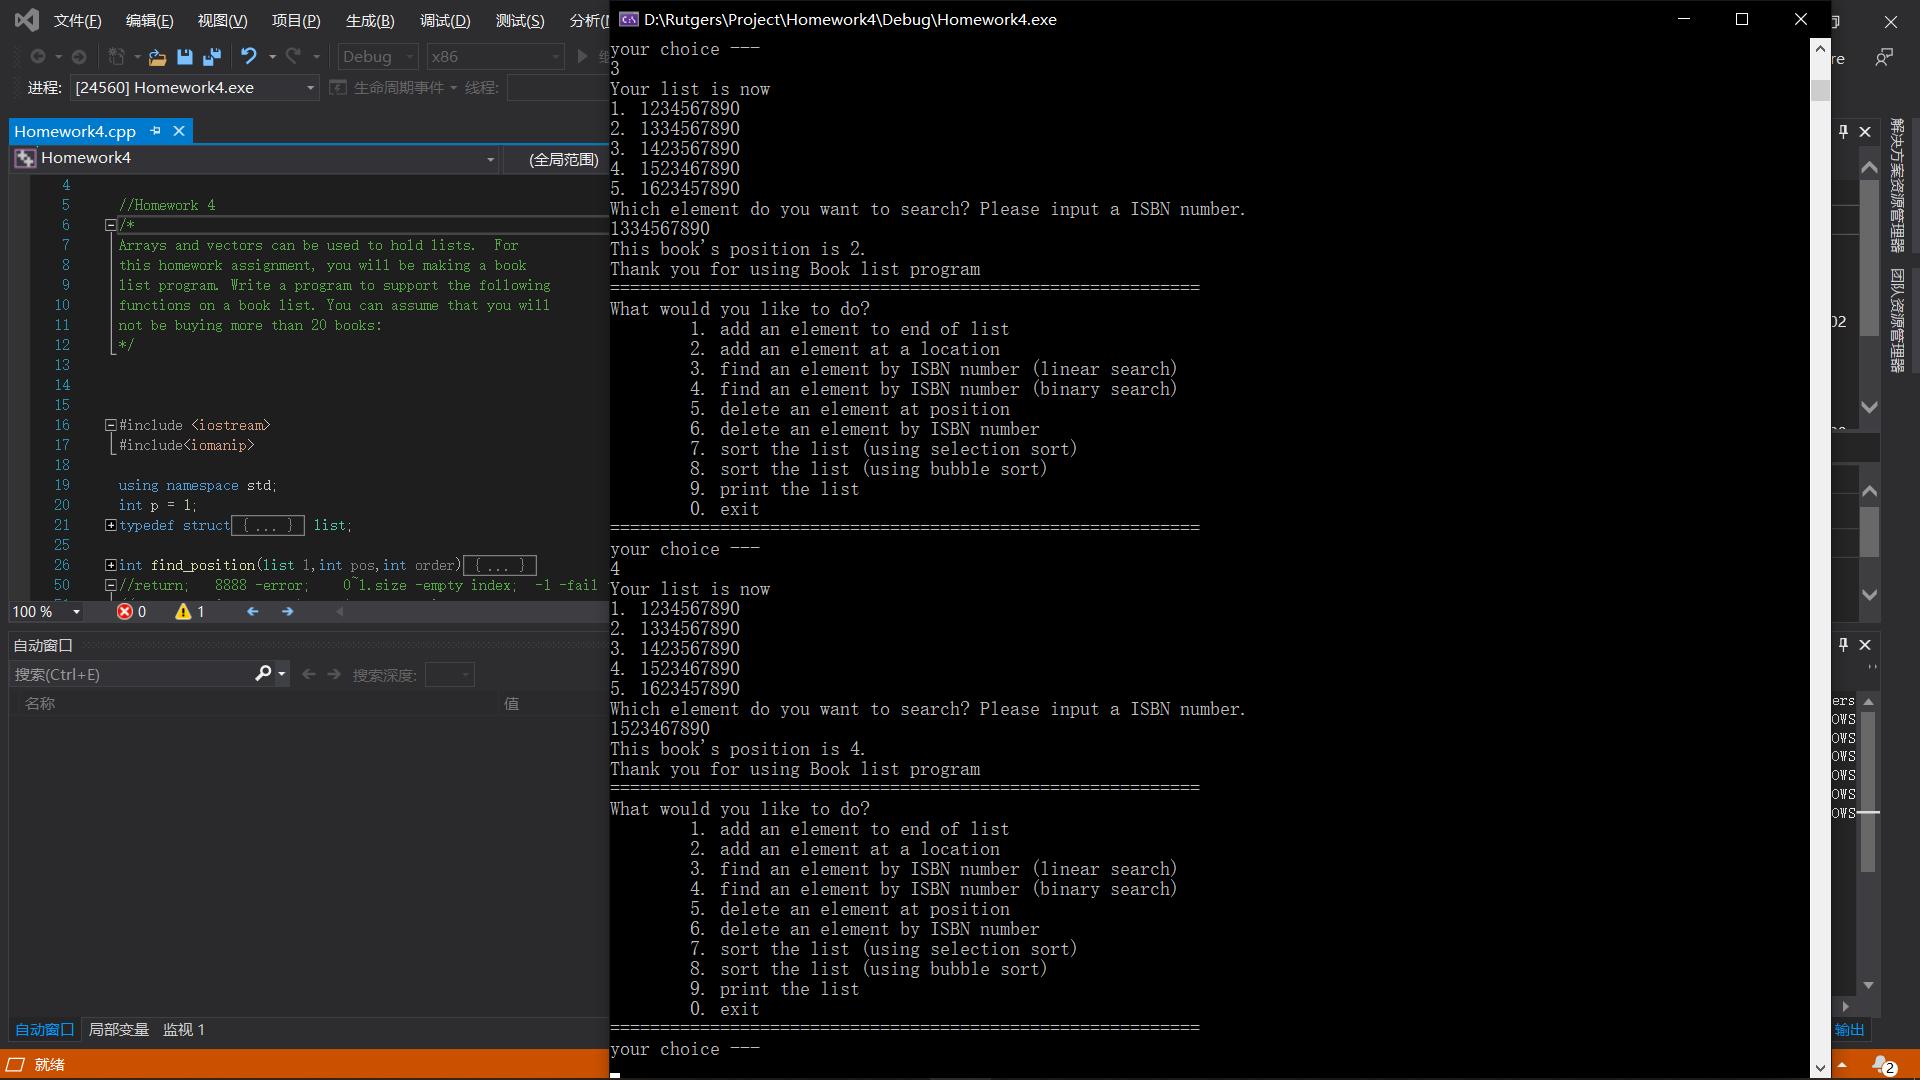 文件(F) 编辑(E) 视图(V) 项目(P) 生成(B) 调试(D) 测试(S)
Debug x86
进程: [24560] Homework4.exe 生命周期事件 线程:
Homework4.cpp
Homework4 (全局范围)
4
5 //Homework 4
6 /*
7 Arrays and vectors can be used to hold lists.  For
8 this homework assignment, you will be making a book
9 list program. Write a program to support the following
10 functions on a book list. You can assume that you will
11 not be buying more than 20 books:
12 */
13
14
15
16 #include <iostream>
17 #include<iomanip>
18
19 using namespace std;
20 int p = 1;
21 typedef struct{ ... } list;
25
26 int find_position(list l,int pos,int order){ ... }
50 //return;   8888 -error;   0~l.size -empty index;  -1 -fail
100 % 0 1
自动窗口
搜索(Ctrl+E) 搜索深度:
名称 值
自动窗口 局部变量 监视 1
就绪
D:\Rutgers\Project\Homework4\Debug\Homework4.exe
your choice ---
3
Your list is now
1. 1234567890
2. 1334567890
3. 1423567890
4. 1523467890
5. 1623457890
Which element do you want to search? Please input a ISBN number.
1334567890
This book's position is 2.
Thank you for using Book list program
===========================================================
What would you like to do?
1. add an element to end of list
2. add an element at a location
3. find an element by ISBN number (linear search)
4. find an element by ISBN number (binary search)
5. delete an element at position
6. delete an element by ISBN number
7. sort the list (using selection sort)
8. sort the list (using bubble sort)
9. print the list
0. exit
===========================================================
your choice ---
4
Your list is now
1. 1234567890
2. 1334567890
3. 1423567890
4. 1523467890
5. 1623457890
Which element do you want to search? Please input a ISBN number.
1523467890
This book's position is 4.
Thank you for using Book list program
===========================================================
What would you like to do?
1. add an element to end of list
2. add an element at a location
3. find an element by ISBN number (linear search)
4. find an element by ISBN number (binary search)
5. delete an element at position
6. delete an element by ISBN number
7. sort the list (using selection sort)
8. sort the list (using bubble sort)
9. print the list
0. exit
===========================================================
your choice ---
解决方案资源管理器
团队资源管理器
输出
2